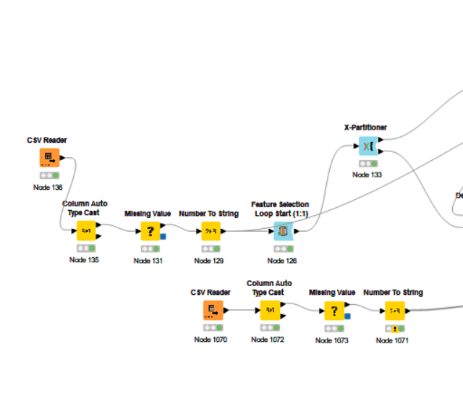 X-Partitioner
Node 133
CSV Reader
Node 136
Column Auto
Type Cast
Node 135
Missing Value
Node 131
Number To String
Node 129
Feature Selection
Loop Start (1:1)
Node 126
De
CSV Reader
Node 1070
Column Auto
Type Cast
Node 1072
Missing Value
Node 1073
Number To String
Node 1071